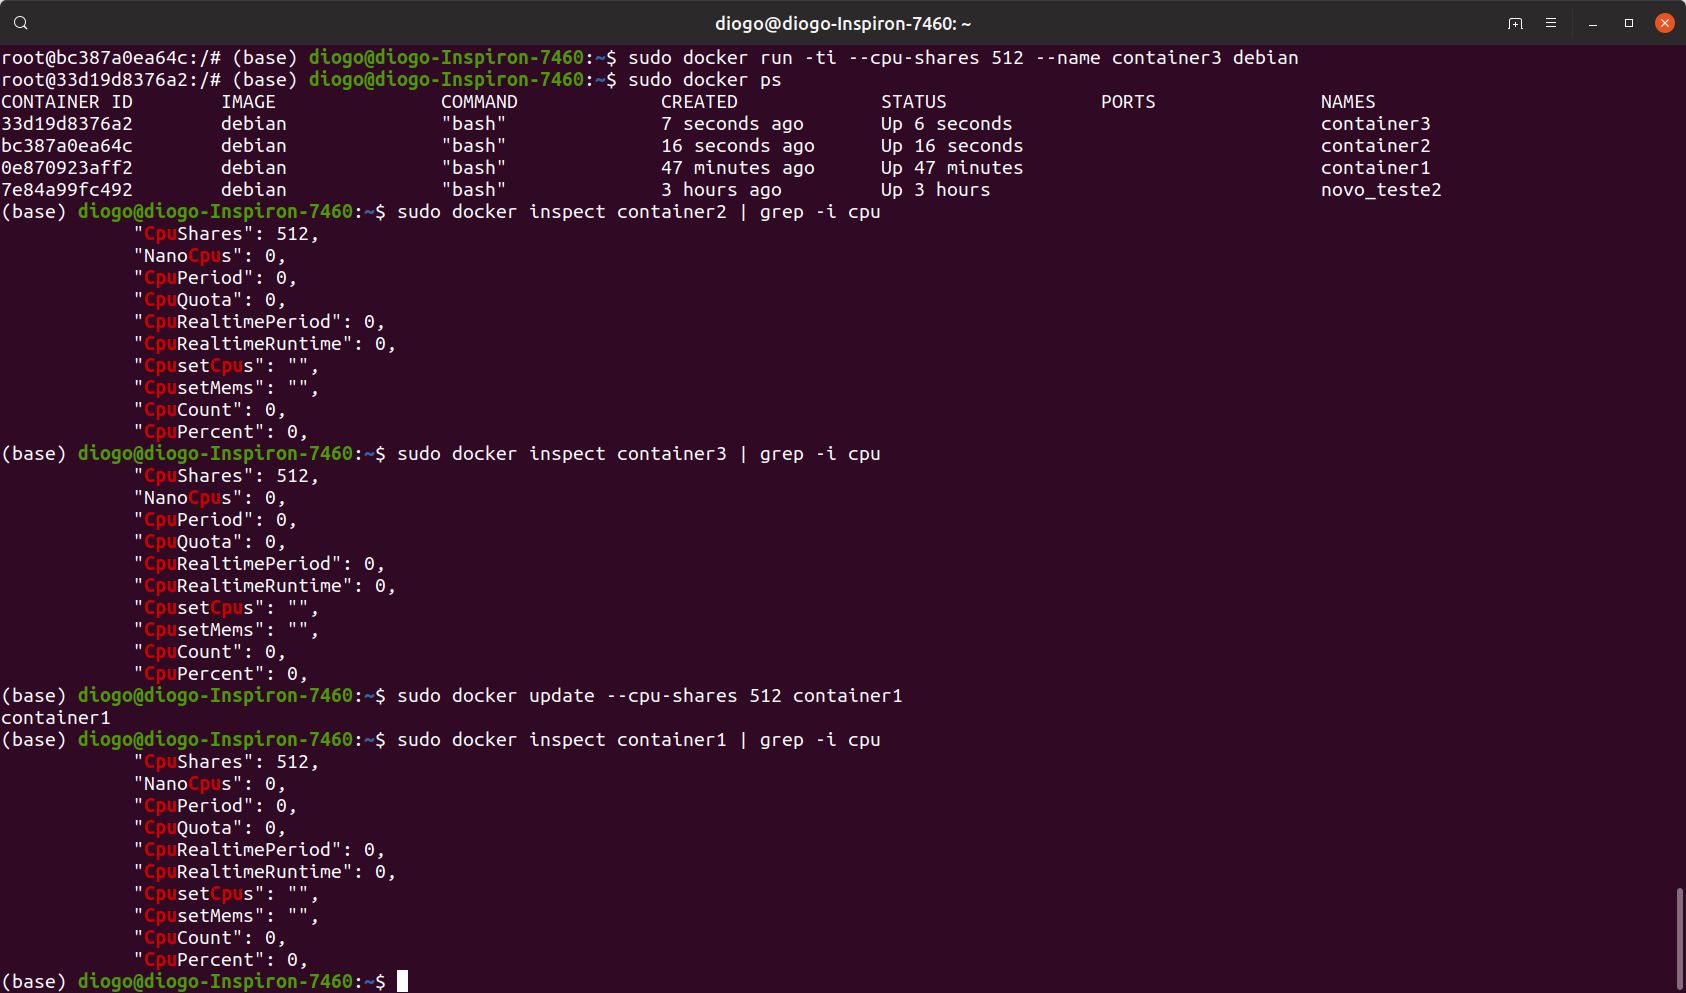 diogo@diogo-Inspiron-7460: ~
root@bc387a0ea64c:/# (base) diogo@diogo-Inspiron-7460:~$ sudo docker run -ti --cpu-shares 512 --name container3 debian
root@33d19d8376a2:/# (base) diogo@diogo-Inspiron-7460:~$ sudo docker ps
CONTAINER ID        IMAGE               COMMAND             CREATED             STATUS              PORTS               NAMES
33d19d8376a2        debian              "bash"              7 seconds ago       Up 6 seconds                            container3
bc387a0ea64c        debian              "bash"              16 seconds ago      Up 16 seconds                           container2
0e870923aff2        debian              "bash"              47 minutes ago      Up 47 minutes                           container1
7e84a99fc492        debian              "bash"              3 hours ago         Up 3 hours                              novo_teste2
(base) diogo@diogo-Inspiron-7460:~$ sudo docker inspect container2 | grep -i cpu
            "CpuShares": 512,
            "NanoCpus": 0,
            "CpuPeriod": 0,
            "CpuQuota": 0,
            "CpuRealtimePeriod": 0,
            "CpuRealtimeRuntime": 0,
            "CpusetCpus": "",
            "CpusetMems": "",
            "CpuCount": 0,
            "CpuPercent": 0,
(base) diogo@diogo-Inspiron-7460:~$ sudo docker inspect container3 | grep -i cpu
            "CpuShares": 512,
            "NanoCpus": 0,
            "CpuPeriod": 0,
            "CpuQuota": 0,
            "CpuRealtimePeriod": 0,
            "CpuRealtimeRuntime": 0,
            "CpusetCpus": "",
            "CpusetMems": "",
            "CpuCount": 0,
            "CpuPercent": 0,
(base) diogo@diogo-Inspiron-7460:~$ sudo docker update --cpu-shares 512 container1
container1
(base) diogo@diogo-Inspiron-7460:~$ sudo docker inspect container1 | grep -i cpu
            "CpuShares": 512,
            "NanoCpus": 0,
            "CpuPeriod": 0,
            "CpuQuota": 0,
            "CpuRealtimePeriod": 0,
            "CpuRealtimeRuntime": 0,
            "CpusetCpus": "",
            "CpusetMems": "",
            "CpuCount": 0,
            "CpuPercent": 0,
(base) diogo@diogo-Inspiron-7460:~$